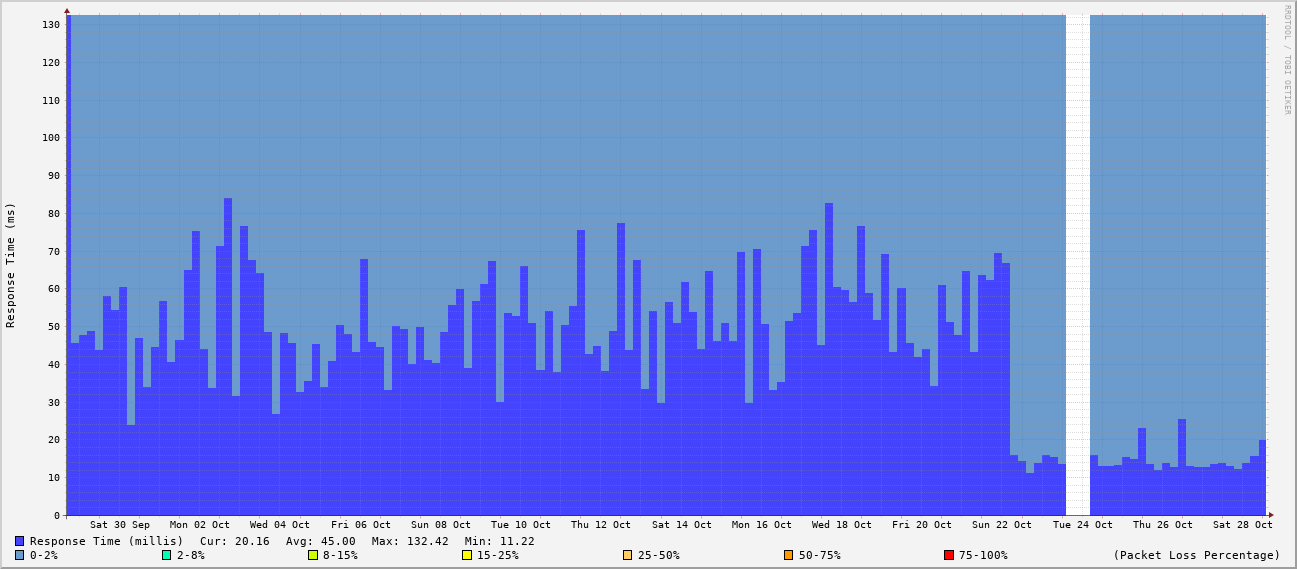 RRDTOOL / TOBI OETIKER
Response Time (ms)
130
120
110
100
90
80
70
60
50
40
30
20
10
0
Sat 30 Sep Mon 02 Oct Wed 04 Oct Fri 06 Oct Sun 08 Oct Tue 10 Oct Thu 12 Oct Sat 14 Oct Mon 16 Oct Wed 18 Oct Fri 20 Oct Sun 22 Oct Tue 24 Oct Thu 26 Oct Sat 28 Oct
Response Time (millis) Cur: 20.16 Avg: 45.00 Max: 132.42 Min: 11.22
0-2% 2-8% 8-15% 15-25% 25-50% 50-75% 75-100% (Packet Loss Percentage)